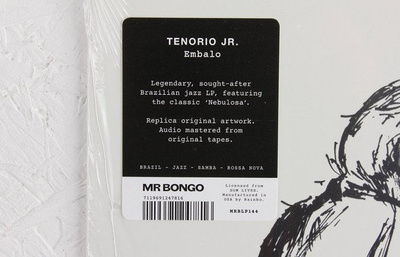 TENORIO JR.
Embalo
Legendary, sought-after
Brazilian jazz LP, featuring
the classic 'Nebulosa'.
Replica original artwork.
Audio mastered from
original tapes.
BRAZIL - JAZZ - SAMBA - BOSSA NOVA
MR BONGO
Licensed from
SOM LIVRE.
Manufactured in
USA by Rainbo.
7119691247816
MRBLP144